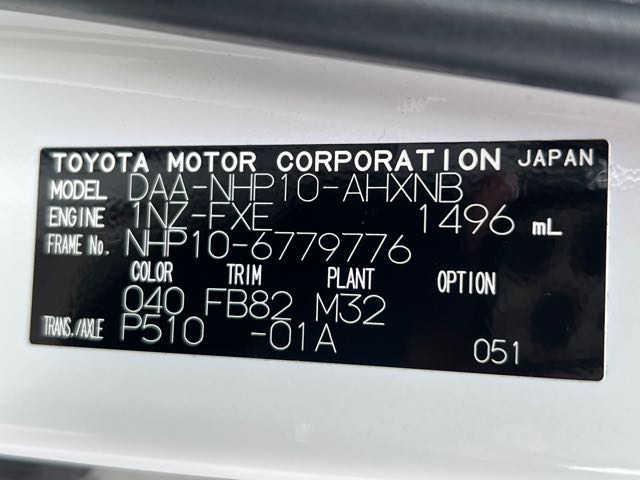 TOYOTA MOTOR CORPORATION JAPAN
MODEL DAA-NHP10-AHXNB
ENGINE 1NZ-FXE 1496 mL
FRAME No. NHP10-6779776
COLOR TRIM PLANT OPTION
040 FB82 M32
TRANS./AXLE P510 -01A 051